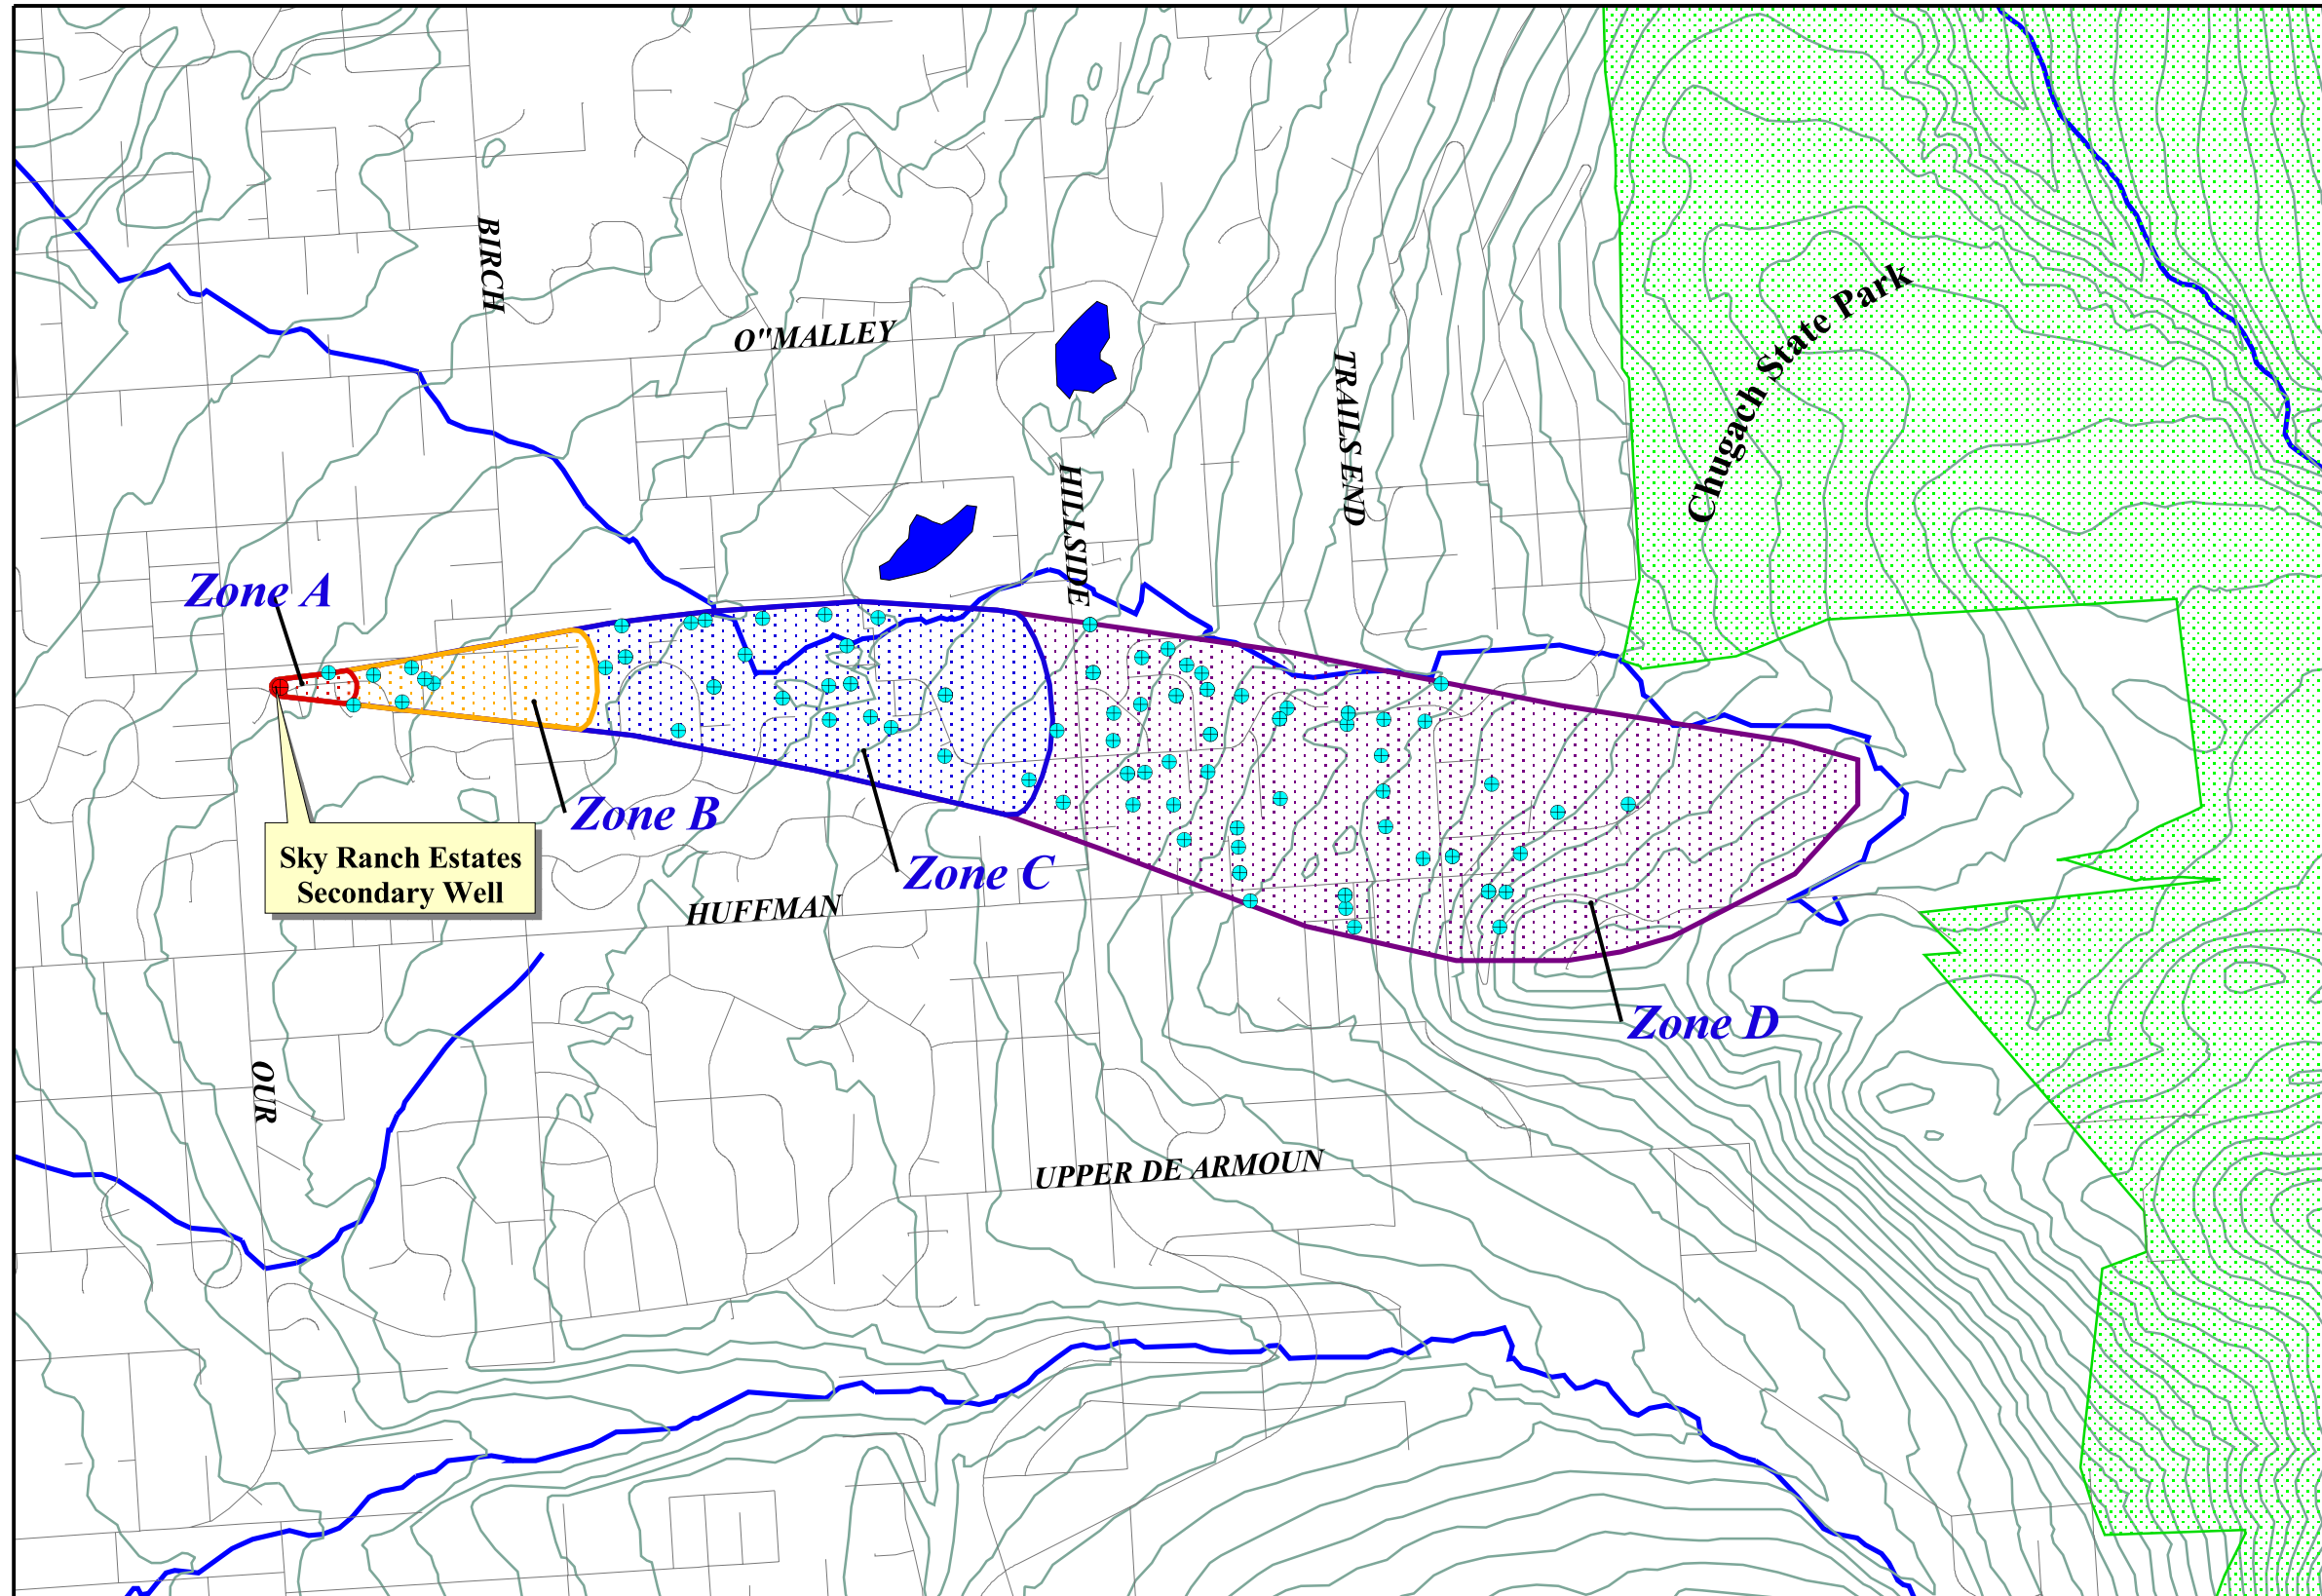 BIRCH
O"MALLEY
Chugach State Park
TRAILS END
HILLSIDE
Zone A
Zone B
Sky Ranch Estates
Secondary Well
Zone C
HUFFMAN
Zone D
OUR
UPPER DE ARMOUN